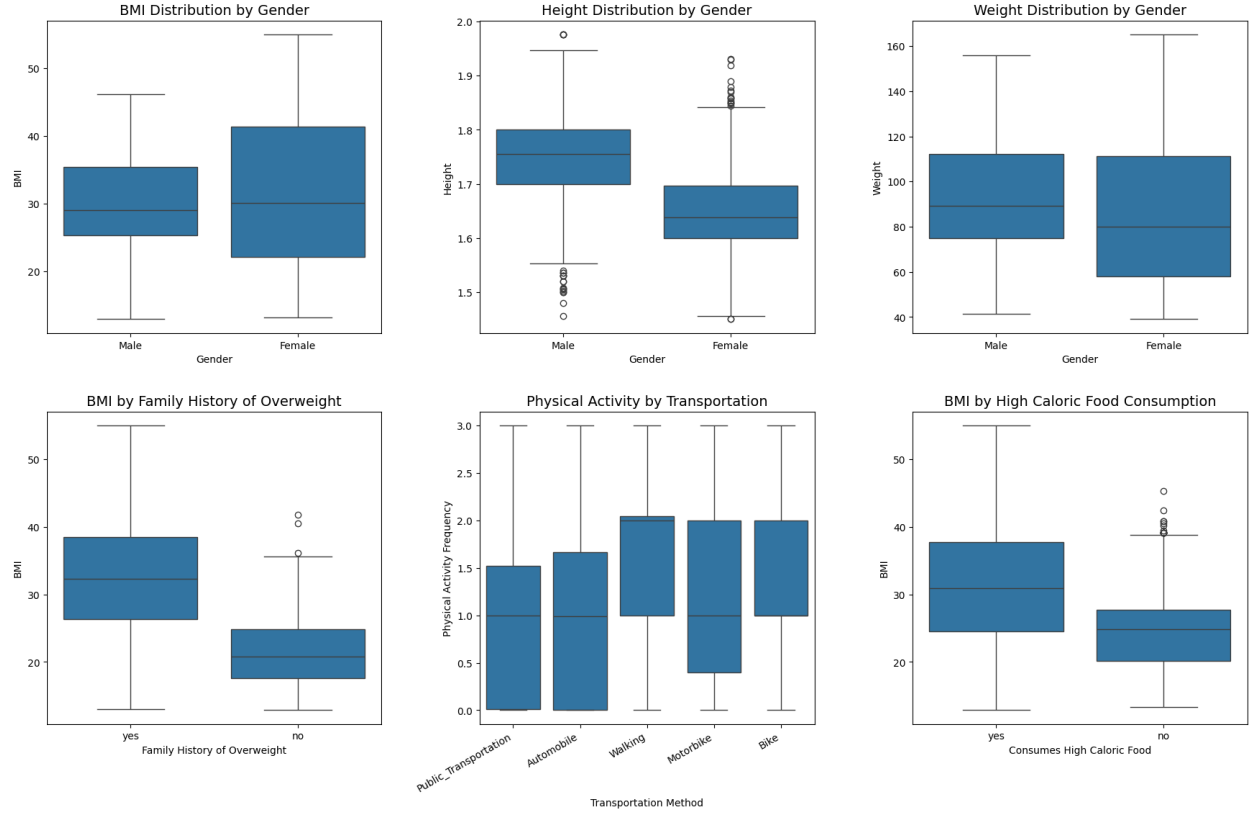 BMI Distribution by Gender
BMI
50
40
30
20
Male
Female
Gender
Height Distribution by Gender
Height
2.0
1.9
1.8
1.7
1.6
1.5
Male
Female
Gender
Weight Distribution by Gender
Weight
160
140
120
100
80
60
40
Male
Female
Gender
BMI by Family History of Overweight
BMI
50
40
30
20
yes
no
Family History of Overweight
Physical Activity by Transportation
Physical Activity Frequency
3.0
2.5
2.0
1.5
1.0
0.5
0.0
Public_Transportation
Automobile
Walking
Motorbike
Bike
Transportation Method
BMI by High Caloric Food Consumption
BMI
50
40
30
20
yes
no
Consumes High Caloric Food